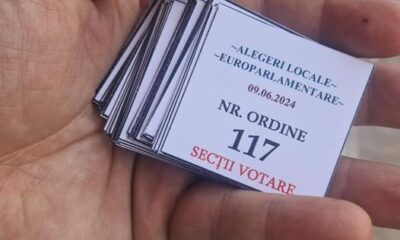 ~ALEGERI LOCALE~
~EUROPARLAMENTARE~
09.06.2024
NR. ORDINE
117
SECȚII VOTARE